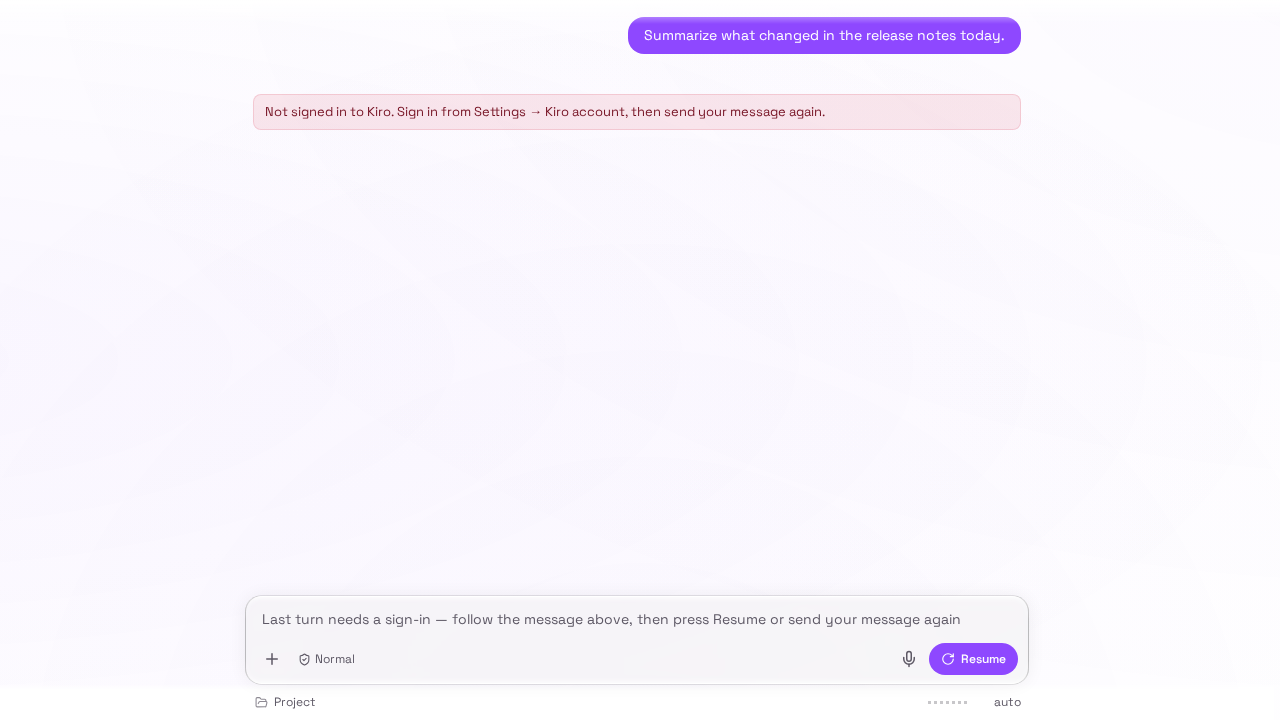 Summarize what changed in the release notes today.
Not signed in to Kiro. Sign in from Settings → Kiro account, then send your message again.
Last turn needs a sign-in — follow the message above, then press Resume or send your message again
Normal
Resume
Project
auto